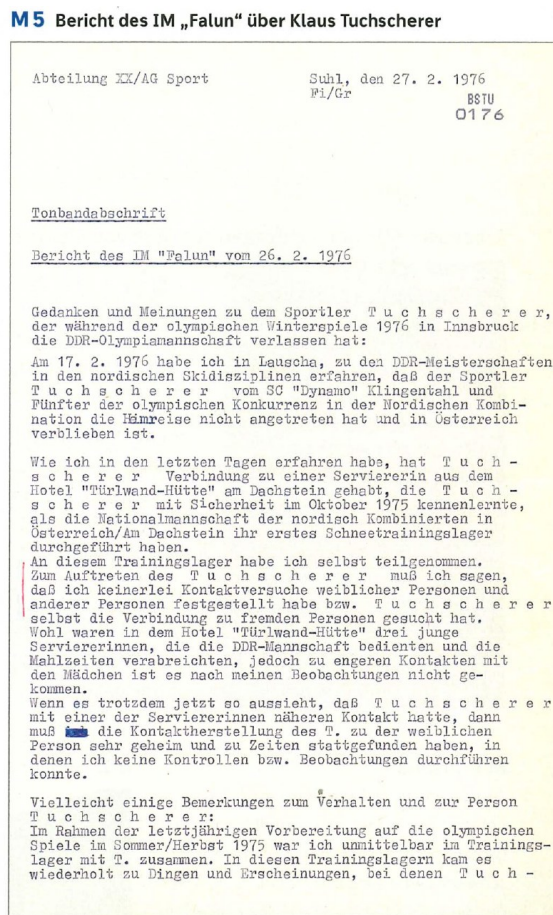 M 5 Bericht des IM „Falun“ über Klaus Tuchscherer
Abteilung XX/AG Sport Suhl, den 27. 2. 1976
Fi/Gr
BSTU
0176
Tonbandabschrift
Bericht des IM "Falun" vom 26. 2. 1976
Gedanken und Meinungen zu dem Sportler T u c h s c h e r e r,
der während der olympischen Winterspiele 1976 in Innsbruck
die DDR-Olympiamannschaft verlassen hat:
Am 17. 2. 1976 habe ich in Lauscha, zu den DDR-Meisterschaften
in den nordischen Skidisziplinen erfahren, daß der Sportler
T u c h s c h e r e r vom SC "Dynamo" Klingentahl und
Fünfter der olympischen Konkurrenz in der Nordischen Kombi-
nation die Heimreise nicht angetreten hat und in Österreich
verblieben ist.
Wie ich in den letzten Tagen erfahren habe, hat T u c h -
s c h e r e r Verbindung zu einer Serviererin aus dem
Hotel "Türlwand-Hütte" am Dachstein gehabt, die T u c h -
s c h e r e r mit Sicherheit im Oktober 1975 kennenlernte,
als die Nationalmannschaft der nordisch Kombinierten in
Österreich/Am Dachstein ihr erstes Schneetrainingslager
durchgeführt haben.
An diesem Trainingslager habe ich selbst teilgenommen.
Zum Auftreten des T u c h s c h e r e r muß ich sagen,
daß ich keinerlei Kontaktversuche weiblicher Personen und
anderer Personen festgestellt habe bzw. T u c h s c h e r e r
selbst die Verbindung zu fremden Personen gesucht hat.
Wohl waren in dem Hotel "Türlwand-Hütte" drei junge
Serviererinnen, die die DDR-Mannschaft bedienten und die
Mahlzeiten verabreichten, jedoch zu engeren Kontakten mit
den Mädchen ist es nach meinen Beobachtungen nicht ge-
kommen.
Wenn es trotzdem jetzt so aussieht, daß T u c h s c h e r e r
mit einer der Serviererinnen näheren Kontakt hatte, dann
muß die Kontaktherstellung des T. zu der weiblichen
Person sehr geheim und zu Zeiten stattgefunden haben, in
denen ich keine Kontrollen bzw. Beobachtungen durchführen
konnte.
Vielleicht einige Bemerkungen zum Verhalten und zur Person
T u c h s c h e r e r:
Im Rahmen der letztjährigen Vorbereitung auf die olympischen
Spiele im Sommer/Herbst 1975 war ich unmittelbar im Trainings-
lager mit T. zusammen. In diesen Trainingslagern kam es
wiederholt zu Dingen und Erscheinungen, bei denen T u c h -